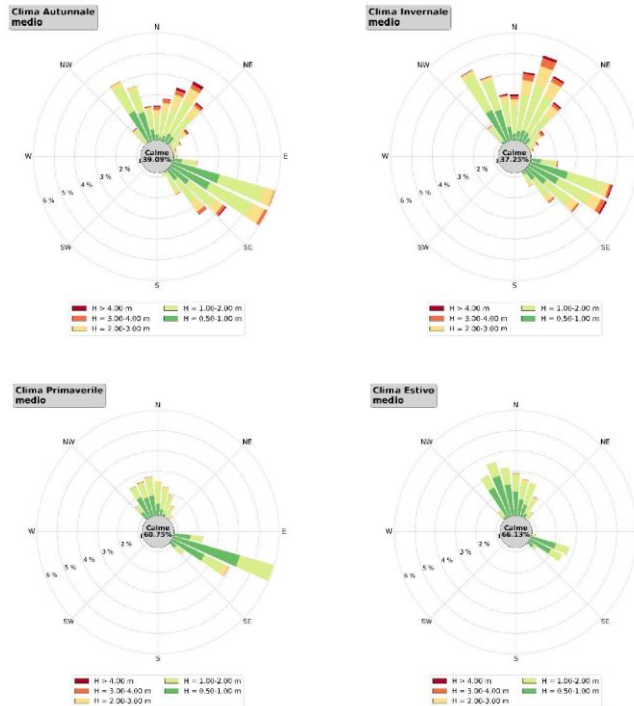 Clima Autunnale
medio
N
NW
NE
W
E
Calme
39.09%
2 %
3 %
4 %
5 %
6 %
SW
SE
S
H > 4.00 m
H = 1.00-2.00 m
H = 3.00-4.00 m
H = 0.50-1.00 m
H = 2.00-3.00 m
Clima Invernale
medio
N
NW
NE
W
E
Calme
37.25%
2 %
3 %
4 %
5 %
6 %
SW
SE
S
H > 4.00 m
H = 1.00-2.00 m
H = 3.00-4.00 m
H = 0.50-1.00 m
H = 2.00-3.00 m
Clima Primaverile
medio
N
NW
NE
W
E
Calme
60.75%
2 %
3 %
4 %
5 %
6 %
SW
SE
S
H > 4.00 m
H = 1.00-2.00 m
H = 3.00-4.00 m
H = 0.50-1.00 m
H = 2.00-3.00 m
Clima Estivo
medio
N
NW
NE
W
E
Calme
66.13%
2 %
3 %
4 %
5 %
6 %
SW
SE
S
H > 4.00 m
H = 1.00-2.00 m
H = 3.00-4.00 m
H = 0.50-1.00 m
H = 2.00-3.00 m